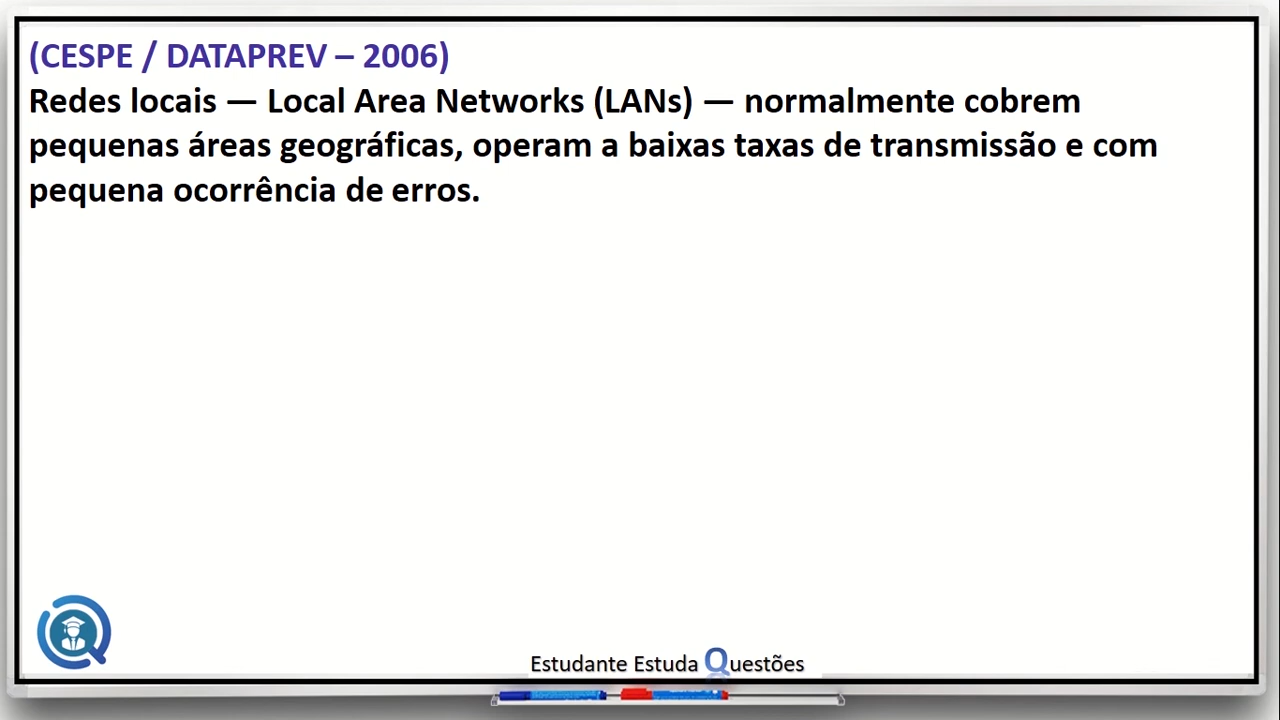 (CESPE / DATAPREV – 2006)
Redes locais — Local Area Networks (LANs) — normalmente cobrem
pequenas áreas geográficas, operam a baixas taxas de transmissão e com
pequena ocorrência de erros.
Estudante Estuda Questões